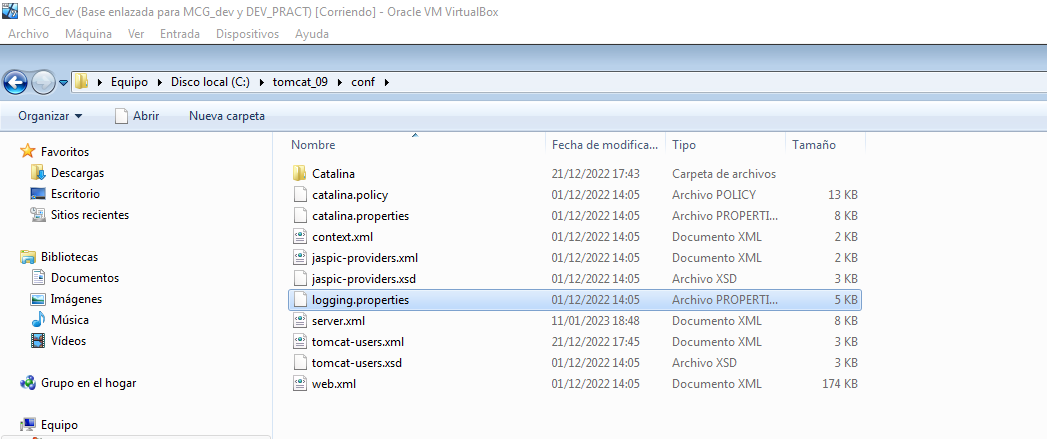 MCG_dev (Base enlazada para MCG_dev y DEV_PRACT) [Corriendo] - Oracle VM VirtualBox
Archivo Máquina Ver Entrada Dispositivos Ayuda
Equipo Disco local (C:) tomcat_09 conf
Organizar Abrir Nueva carpeta
Favoritos
Descargas
Escritorio
Sitios recientes
Bibliotecas
Documentos
Imágenes
Música
Vídeos
Grupo en el hogar
Equipo
Nombre Fecha de modifica... Tipo Tamaño
Catalina 21/12/2022 17:43 Carpeta de archivos
catalina.policy 01/12/2022 14:05 Archivo POLICY 13 KB
catalina.properties 01/12/2022 14:05 Archivo PROPERTI... 8 KB
context.xml 01/12/2022 14:05 Documento XML 2 KB
jaspic-providers.xml 01/12/2022 14:05 Documento XML 2 KB
jaspic-providers.xsd 01/12/2022 14:05 Archivo XSD 3 KB
logging.properties 01/12/2022 14:05 Archivo PROPERTI... 5 KB
server.xml 11/01/2023 18:48 Documento XML 8 KB
tomcat-users.xml 21/12/2022 17:45 Documento XML 3 KB
tomcat-users.xsd 01/12/2022 14:05 Archivo XSD 3 KB
web.xml 01/12/2022 14:05 Documento XML 174 KB